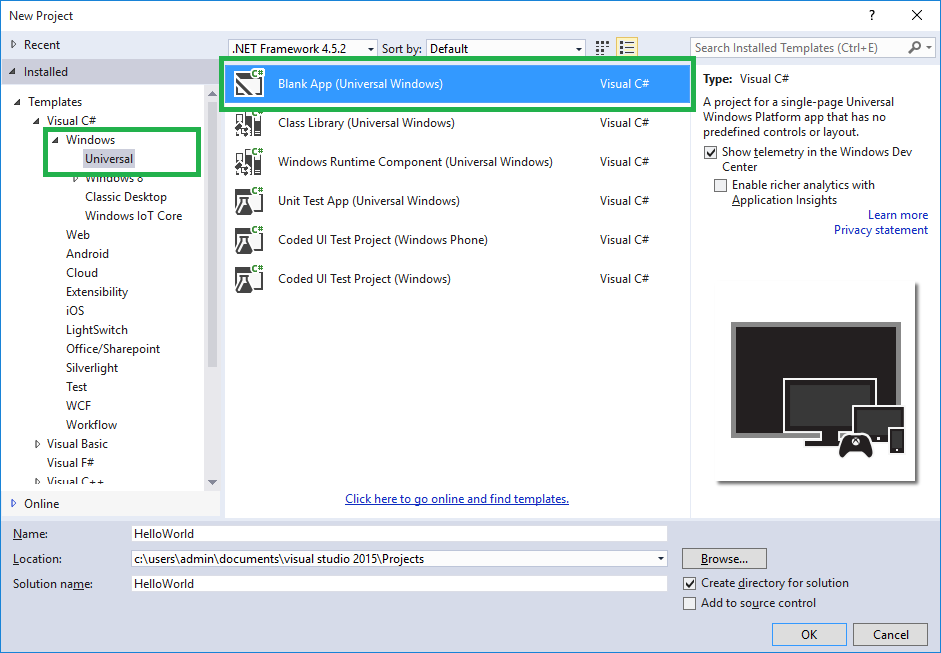 New Project
?
Recent
.NET Framework 4.5.2
Sort by:
Default
Search Installed Templates (Ctrl+E)
Installed
Templates
Visual C#
Windows
Universal
Windows 8
Classic Desktop
Windows IoT Core
Web
Android
Cloud
Extensibility
iOS
LightSwitch
Office/Sharepoint
Silverlight
Test
WCF
Workflow
Visual Basic
Visual F#
Visual C++
Online
C# Blank App (Universal Windows) Visual C#
C# Class Library (Universal Windows) Visual C#
C# Windows Runtime Component (Universal Windows) Visual C#
C# Unit Test App (Universal Windows) Visual C#
C# Coded UI Test Project (Windows Phone) Visual C#
C# Coded UI Test Project (Windows) Visual C#
Click here to go online and find templates.
Type: Visual C#
A project for a single-page Universal
Windows Platform app that has no
predefined controls or layout.
Show telemetry in the Windows Dev
Center
Enable richer analytics with
Application Insights
Learn more
Privacy statement
Name: HelloWorld
Location: c:\users\admin\documents\visual studio 2015\Projects
Browse...
Solution name: HelloWorld
Create directory for solution
Add to source control
OK
Cancel